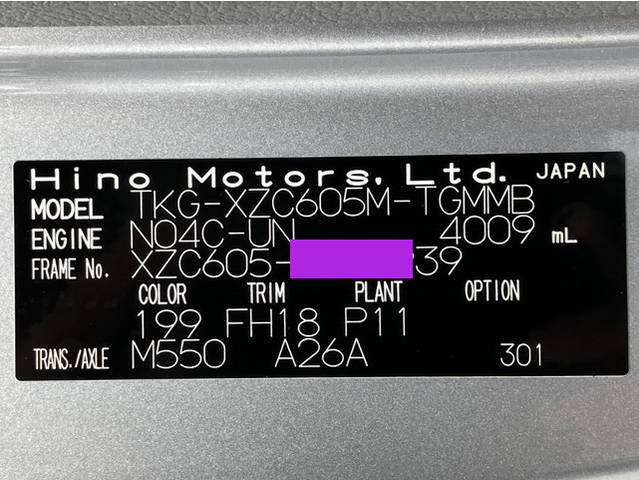 Hino Motors, Ltd. JAPAN
MODEL TKG-XZC605M-TGMMB
ENGINE N04C-UN 4009 mL
FRAME No. XZC605- 39
COLOR TRIM PLANT OPTION
199 FH18 P11
TRANS./AXLE M550 A26A 301